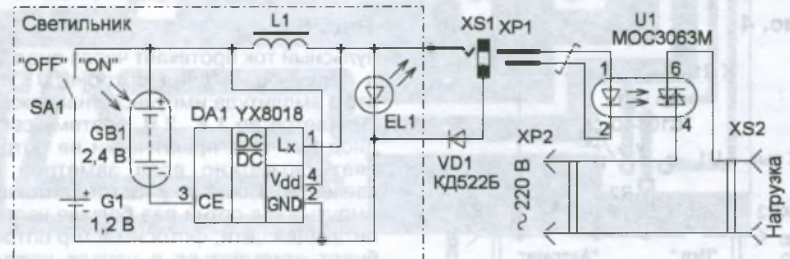 ис. 4
Светильник
"OFF" "ON"
SA1
GB1
2,4 В
G1
1,2 В
DA1 YX8018
DC
DC
Lx 1
Vdd 4
GND 2
3 CE
L1
EL1
XS1 XP1
VD1
КД522Б
U1
MOC3063M
1 6
2 4
XP2
~220 В
XS2
Нагрузка